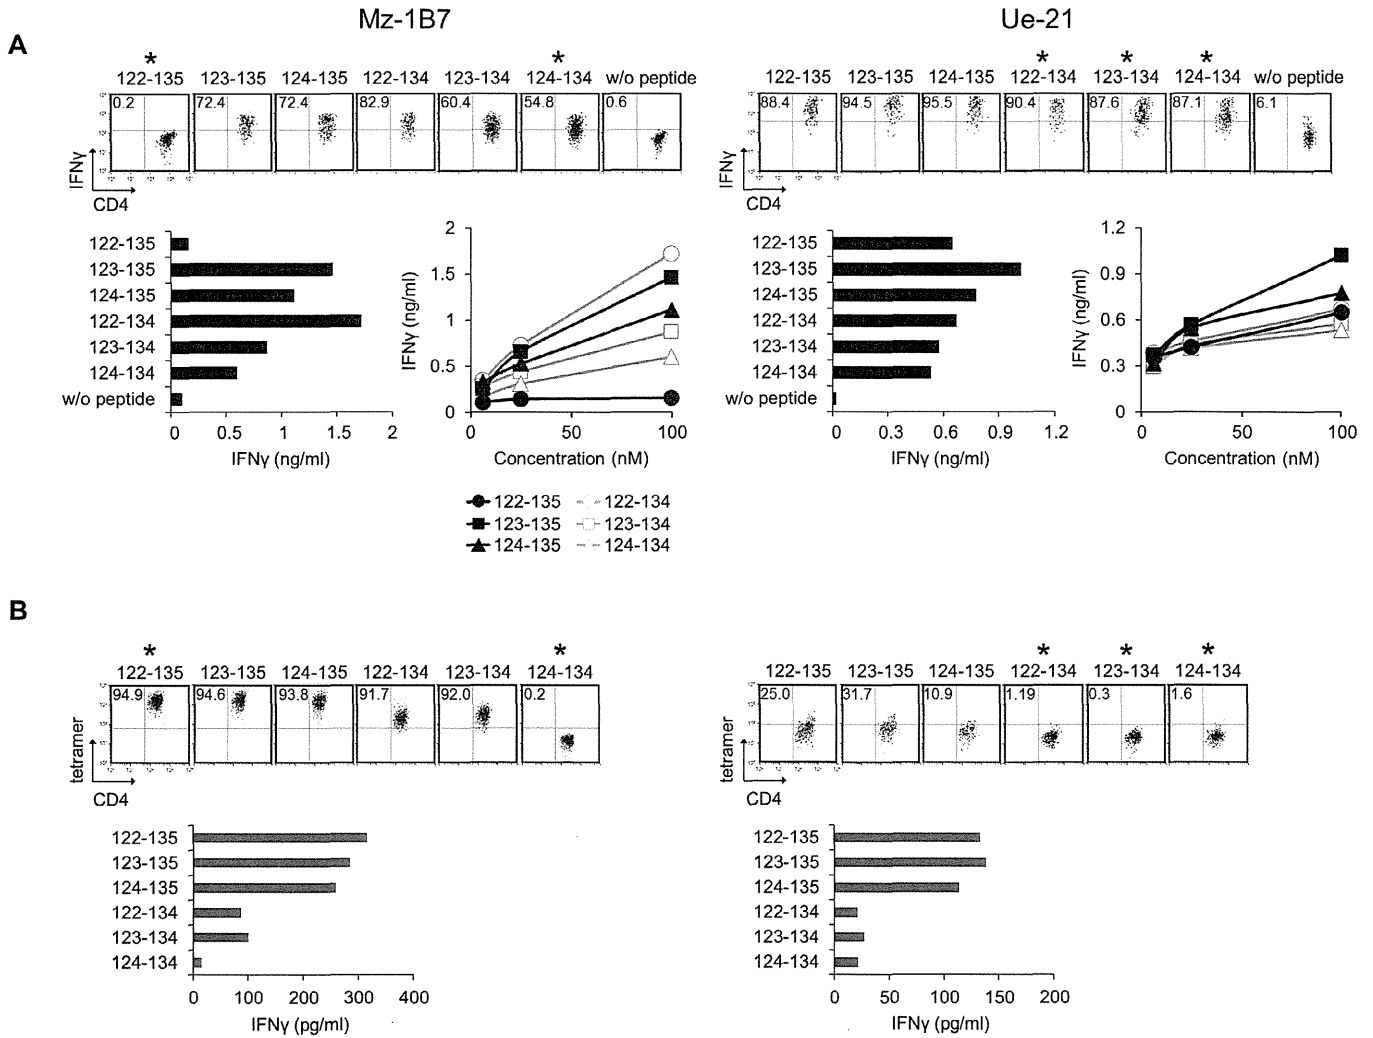 Mz-1B7 Ue-21
A
* * * * *
122-135 123-135 124-135 122-134 123-134 124-134 w/o peptide
122-135 123-135 124-135 122-134 123-134 124-134 w/o peptide
0.2 72.4 72.4 82.9 60.4 54.8 0.6
88.4 94.5 95.5 90.4 87.6 87.1 6.1
IFNγ
CD4
IFNγ
CD4
122-135
123-135
124-135
122-134
123-134
124-134
w/o peptide
0 0.5 1 1.5 2
IFNγ (ng/ml)
2
1.5
1
0.5
0
IFNγ (ng/ml)
0 50 100
Concentration (nM)
122-135
123-135
124-135
122-134
123-134
124-134
w/o peptide
0 0.3 0.6 0.9 1.2
IFNγ (ng/ml)
1.2
0.9
0.6
0.3
0
IFNγ (ng/ml)
0 50 100
Concentration (nM)
122-135 122-134
123-135 123-134
124-135 124-134
B
* * * * *
122-135 123-135 124-135 122-134 123-134 124-134
122-135 123-135 124-135 122-134 123-134 124-134
94.9 94.6 93.8 91.7 92.0 0.2
25.0 31.7 10.9 1.19 0.3 1.6
tetramer
CD4
tetramer
CD4
122-135
123-135
124-135
122-134
123-134
124-134
0 100 200 300 400
IFNγ (pg/ml)
122-135
123-135
124-135
122-134
123-134
124-134
0 50 100 150 200
IFNγ (pg/ml)